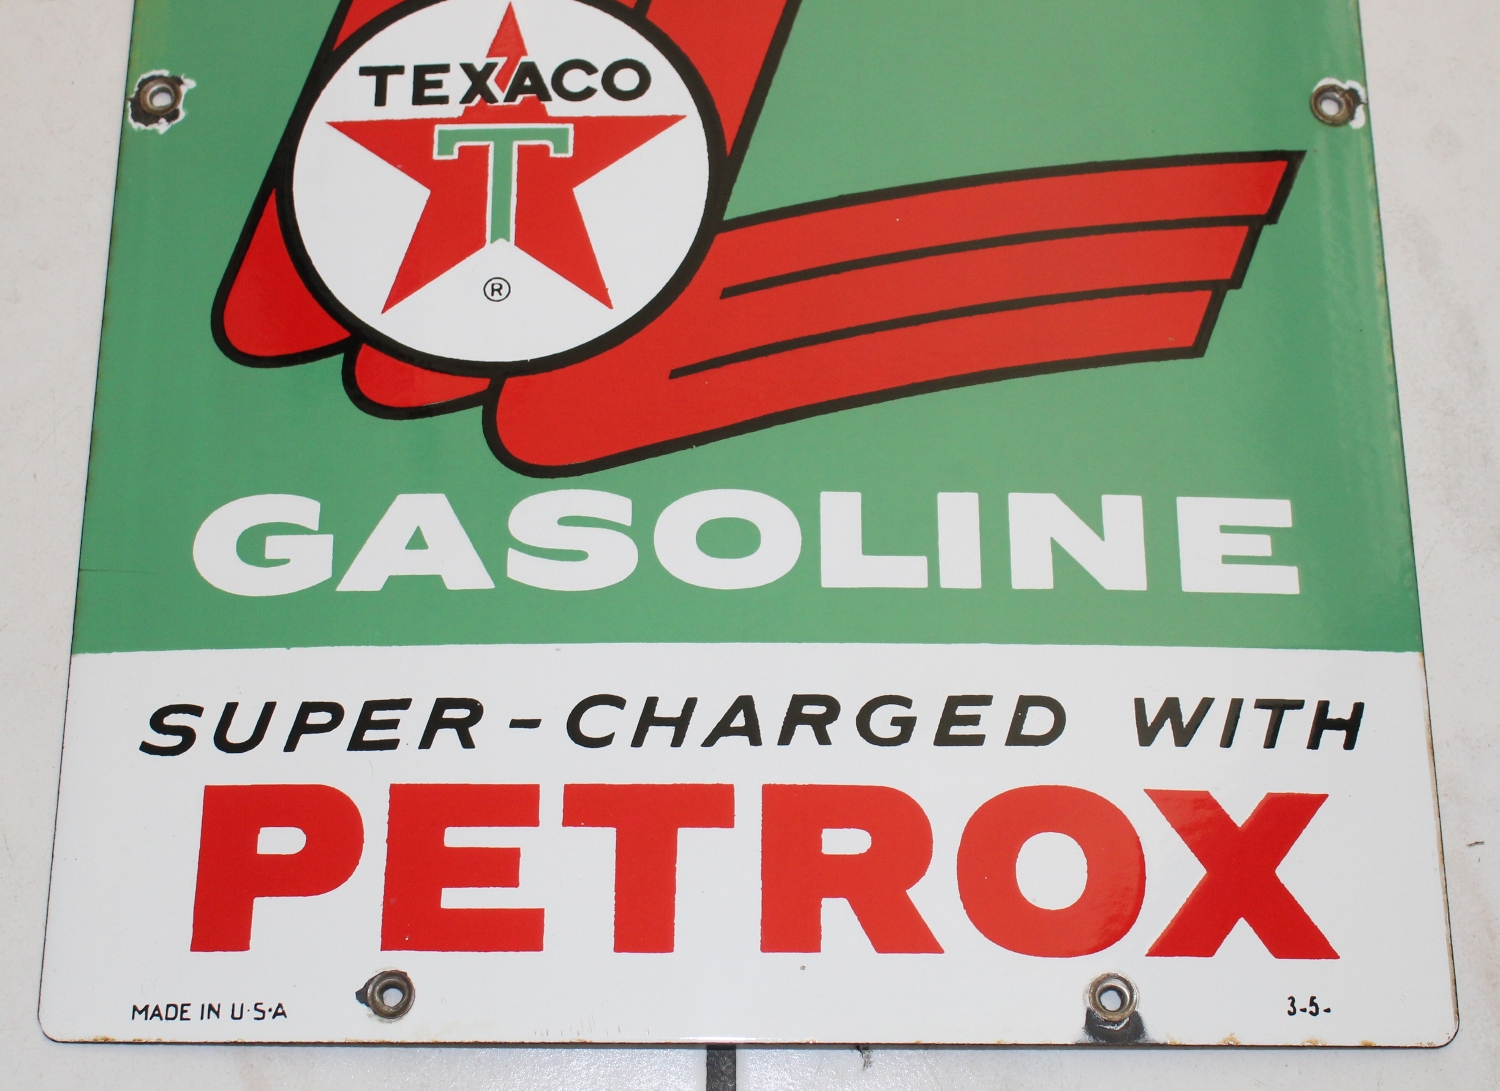 TEXACO
T
®
GASOLINE
SUPER-CHARGED WITH
PETROX
MADE IN U·S·A
3-5-